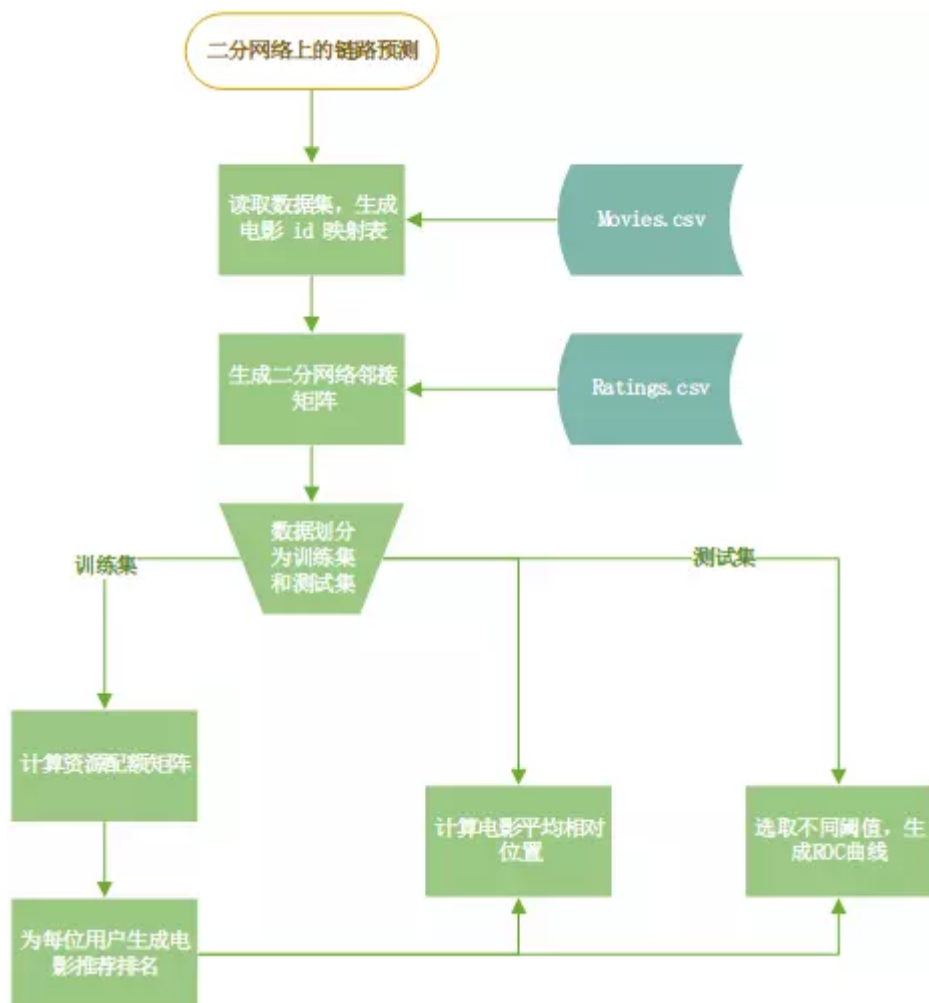 二分网络上的链路预测
读取数据集，生成
电影 id 映射表
Movies.csv
生成二分网络邻接
矩阵
Ratings.csv
数据划分
为训练集
和测试集
训练集
测试集
计算资源配额矩阵
计算电影平均相对
位置
选取不同阈值，生
成ROC曲线
为每位用户生成电
影推荐排名